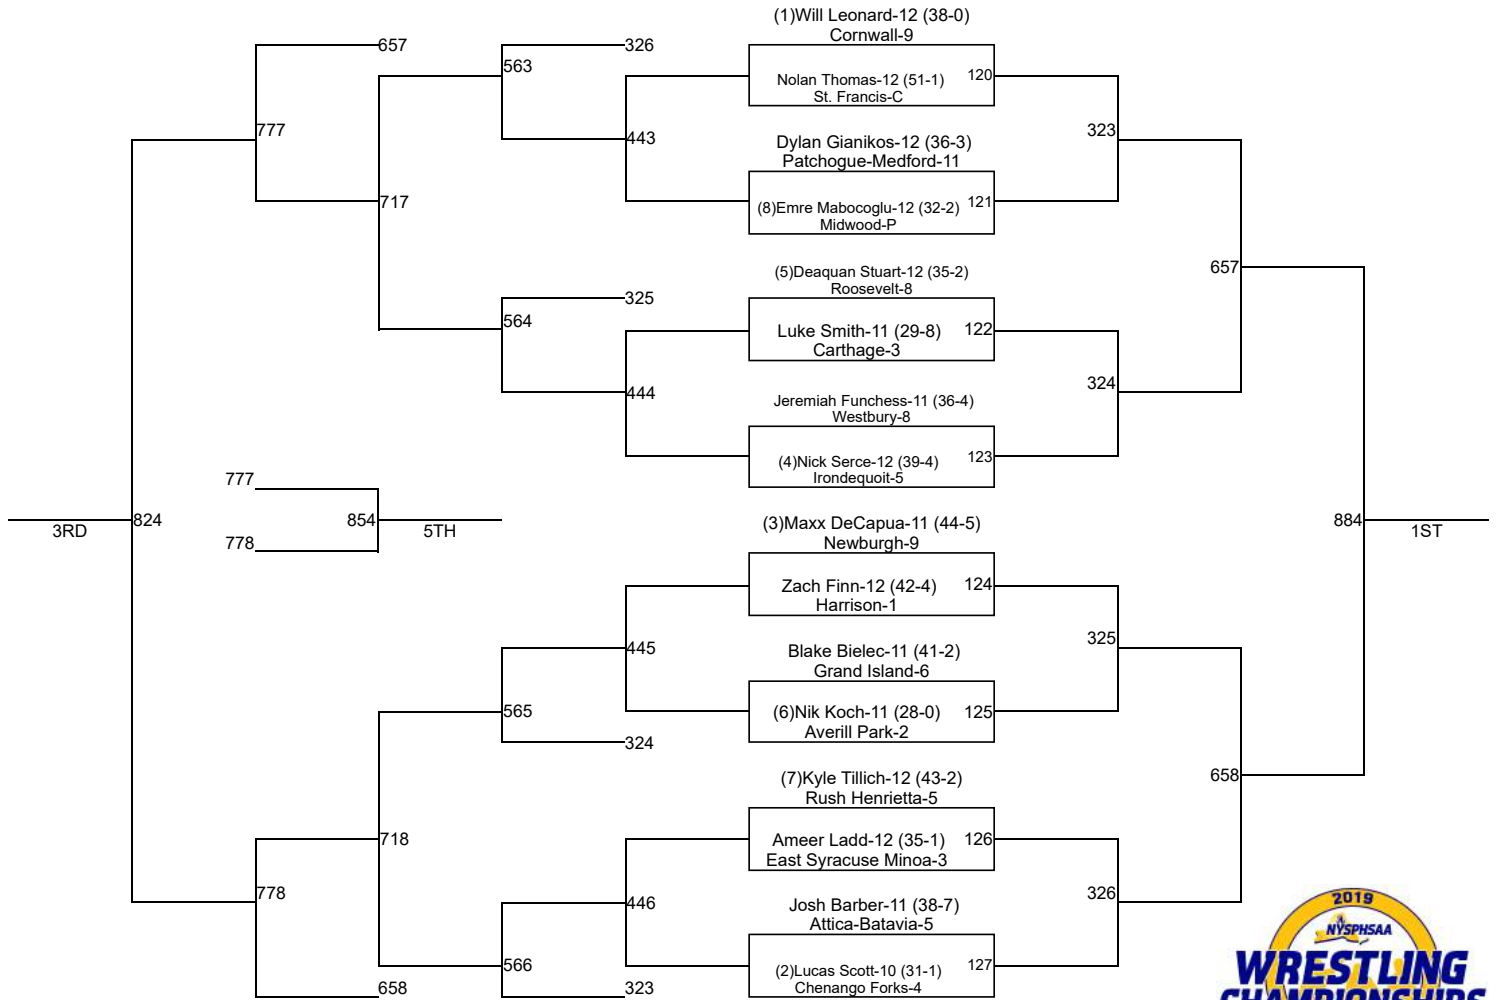 (1)Will Leonard-12 (38-0)
Cornwall-9
657
326
563
Nolan Thomas-12 (51-1)
St. Francis-C
120
777
443
323
Dylan Gianikos-12 (36-3)
Patchogue-Medford-11
717
(8)Emre Mabocoglu-12 (32-2)
Midwood-P
121
657
(5)Deaquan Stuart-12 (35-2)
Roosevelt-8
325
564
Luke Smith-11 (29-8)
Carthage-3
122
444
324
Jeremiah Funchess-11 (36-4)
Westbury-8
(4)Nick Serce-12 (39-4)
Irondequoit-5
123
777
3RD
824
854
5TH
778
884
1ST
(3)Maxx DeCapua-11 (44-5)
Newburgh-9
Zach Finn-12 (42-4)
Harrison-1
124
445
325
Blake Bielec-11 (41-2)
Grand Island-6
565
(6)Nik Koch-11 (28-0)
Averill Park-2
125
324
658
(7)Kyle Tillich-12 (43-2)
Rush Henrietta-5
718
Ameer Ladd-12 (35-1)
East Syracuse Minoa-3
126
778
446
326
Josh Barber-11 (38-7)
Attica-Batavia-5
566
(2)Lucas Scott-10 (31-1)
Chenango Forks-4
127
658
323
2019
NYSPHSAA
WRESTLING
CHAMPIONSHIPS